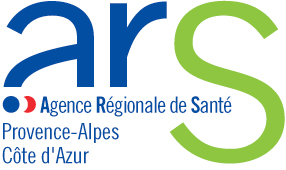 ars
Agence Régionale de Santé
Provence-Alpes
Côte d'Azur